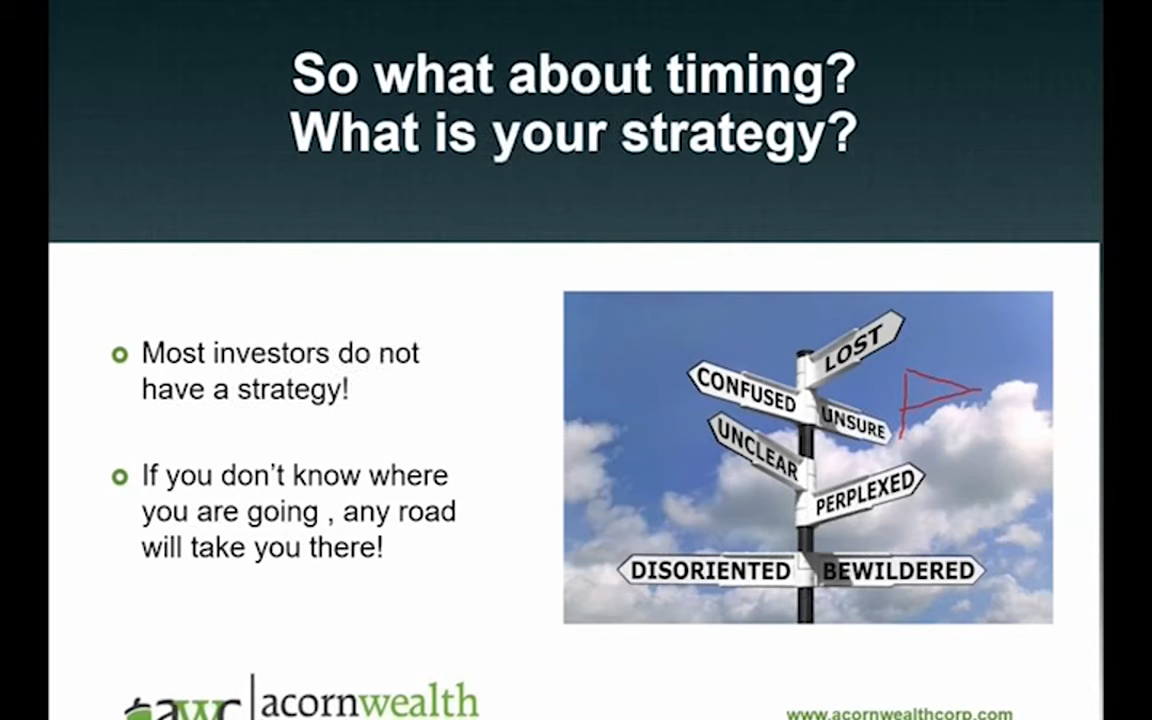 So what about timing?
What is your strategy?
Most investors do not
have a strategy!
If you don't know where
you are going , any road
will take you there!
LOST
CONFUSED
UNSURE
UNCLEAR
PERPLEXED
DISORIENTED
BEWILDERED
awc
acornwealth
www.acornwealthcorp.com